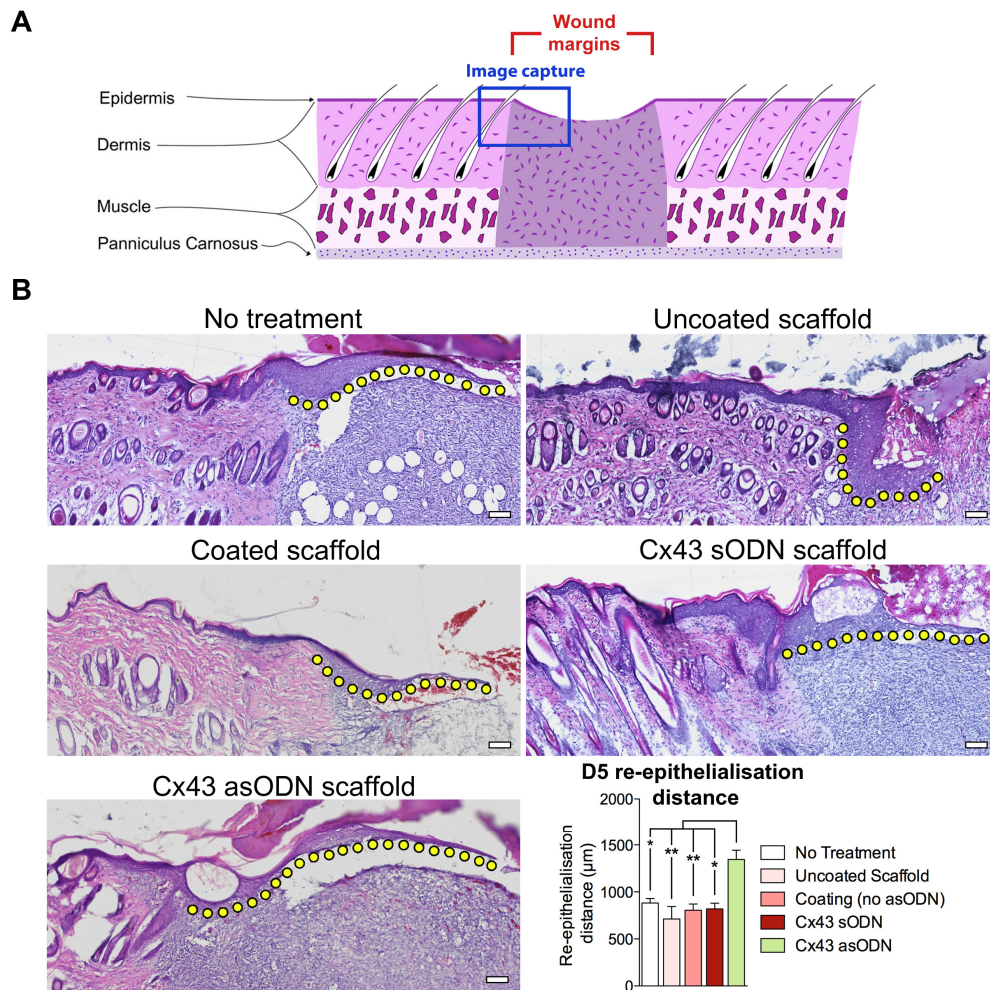 A
Wound
margins
Image capture
Epidermis
Dermis
Muscle
Panniculus Carnosus
B
No treatment
Uncoated scaffold
Coated scaffold
Cx43 sODN scaffold
Cx43 asODN scaffold
D5 re-epithelialisation
distance
Re-epithelialisation
distance (µm)
2000
1500
1000
500
0
*
**
**
*
No Treatment
Uncoated Scaffold
Coating (no asODN)
Cx43 sODN
Cx43 asODN